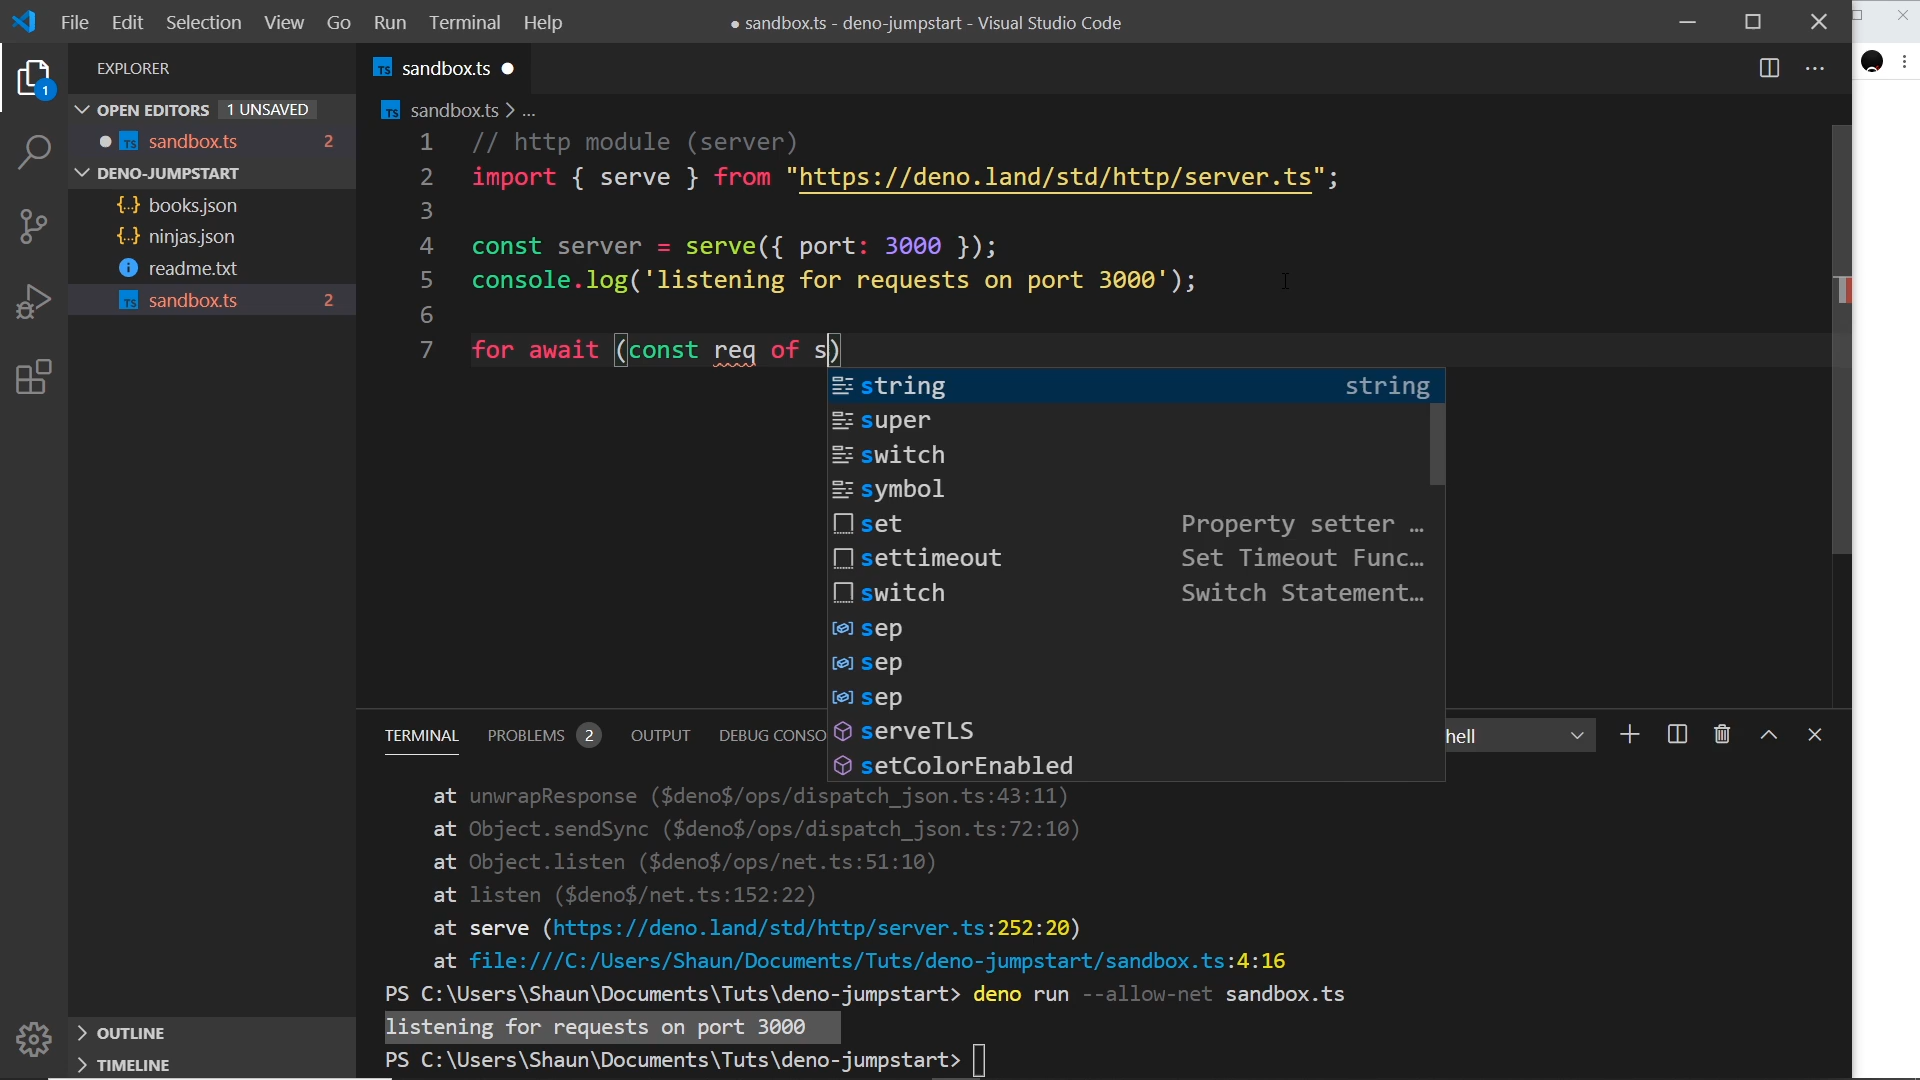 File Edit Selection View Go Run Terminal Help
● sandbox.ts - deno-jumpstart - Visual Studio Code
EXPLORER
OPEN EDITORS 1 UNSAVED
TS sandbox.ts 2
DENO-JUMPSTART
{..} books.json
{..} ninjas.json
readme.txt
TS sandbox.ts 2
OUTLINE
TIMELINE
1
TS sandbox.ts
TS sandbox.ts > ...
1 // http module (server)
2 import { serve } from "https://deno.land/std/http/server.ts";
3
4 const server = serve({ port: 3000 });
5 console.log('listening for requests on port 3000');
6
7 for await (const req of s)
string string
super
switch
symbol
set Property setter …
settimeout Set Timeout Func…
switch Switch Statement…
sep
sep
sep
serveTLS
setColorEnabled
TERMINAL PROBLEMS 2 OUTPUT DEBUG CONSO hell
at unwrapResponse ($deno$/ops/dispatch_json.ts:43:11)
at Object.sendSync ($deno$/ops/dispatch_json.ts:72:10)
at Object.listen ($deno$/ops/net.ts:51:10)
at listen ($deno$/net.ts:152:22)
at serve (https://deno.land/std/http/server.ts:252:20)
at file:///C:/Users/Shaun/Documents/Tuts/deno-jumpstart/sandbox.ts:4:16
PS C:\Users\Shaun\Documents\Tuts\deno-jumpstart> deno run --allow-net sandbox.ts
listening for requests on port 3000
PS C:\Users\Shaun\Documents\Tuts\deno-jumpstart>